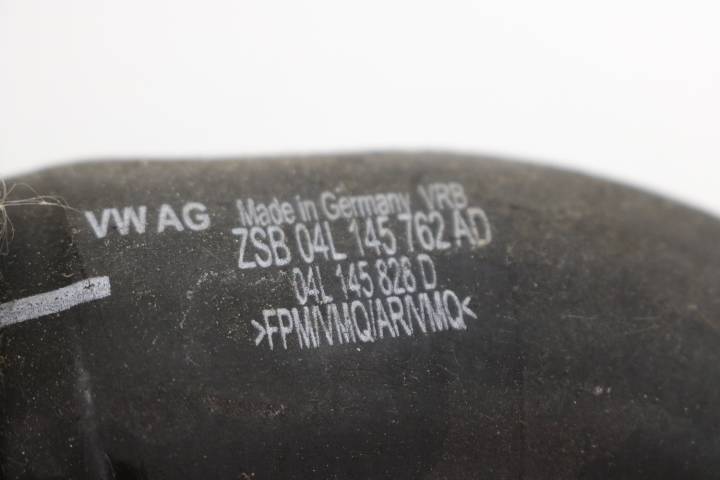 VW AG Made in Germany VRB
ZSB 04L 145 762 AD
04L 145 828 D
>FPM/VMQ/AR/VMQ<